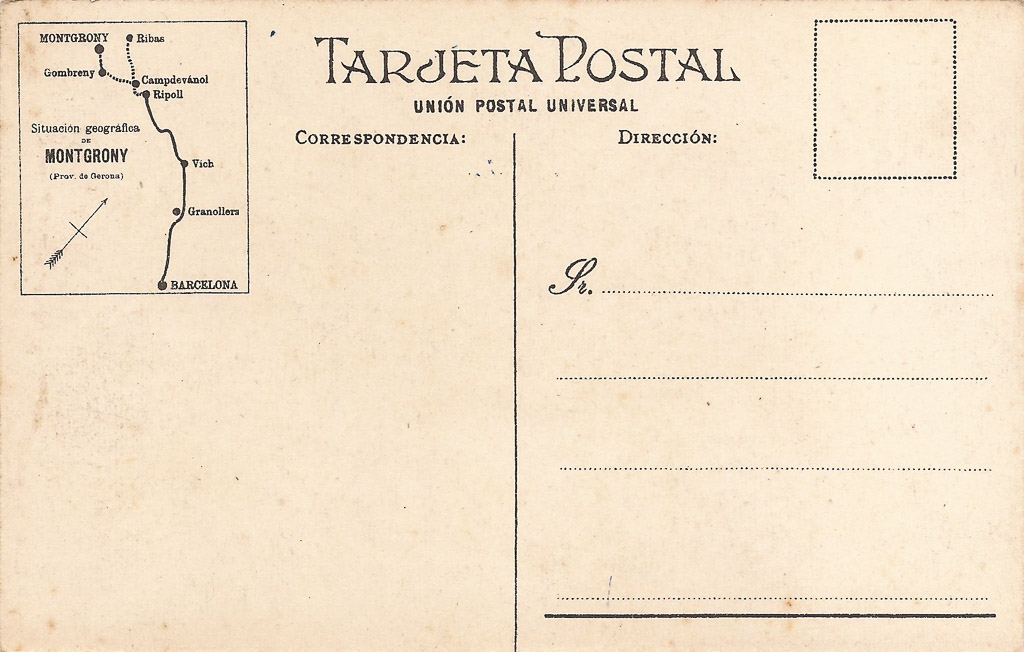 MONTGRONY
Ribas
Gombreny
Campdevánol
Ripoll
Situación geográfica
DE
MONTGRONY
(Prov. de Gerona)
Vich
Granollers
BARCELONA
TARJETA POSTAL
UNIÓN POSTAL UNIVERSAL
CORRESPONDENCIA:
DIRECCIÓN:
Sr.